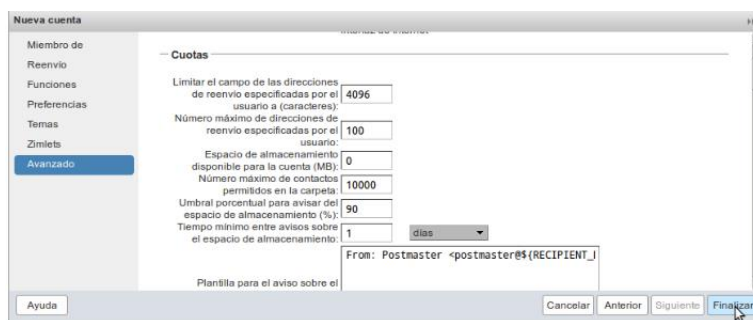 Nueva cuenta
Miembro de
Reenvío
Funciones
Preferencias
Temas
Zimlets
Avanzado
Cuotas
Limitar el campo de las direcciones
de reenvío especificadas por el
usuario a (caracteres):
4096
Número máximo de direcciones de
reenvío especificadas por el
usuario:
100
Espacio de almacenamiento
disponible para la cuenta (MB):
0
Número máximo de contactos
permitidos en la carpeta:
10000
Umbral porcentual para avisar del
espacio de almacenamiento (%):
90
Tiempo mínimo entre avisos sobre
el espacio de almacenamiento:
1 días
From: Postmaster <postmaster@${RECIPIENT_
Plantilla para el aviso sobre el
Ayuda Cancelar Anterior Siguiente Finalizar